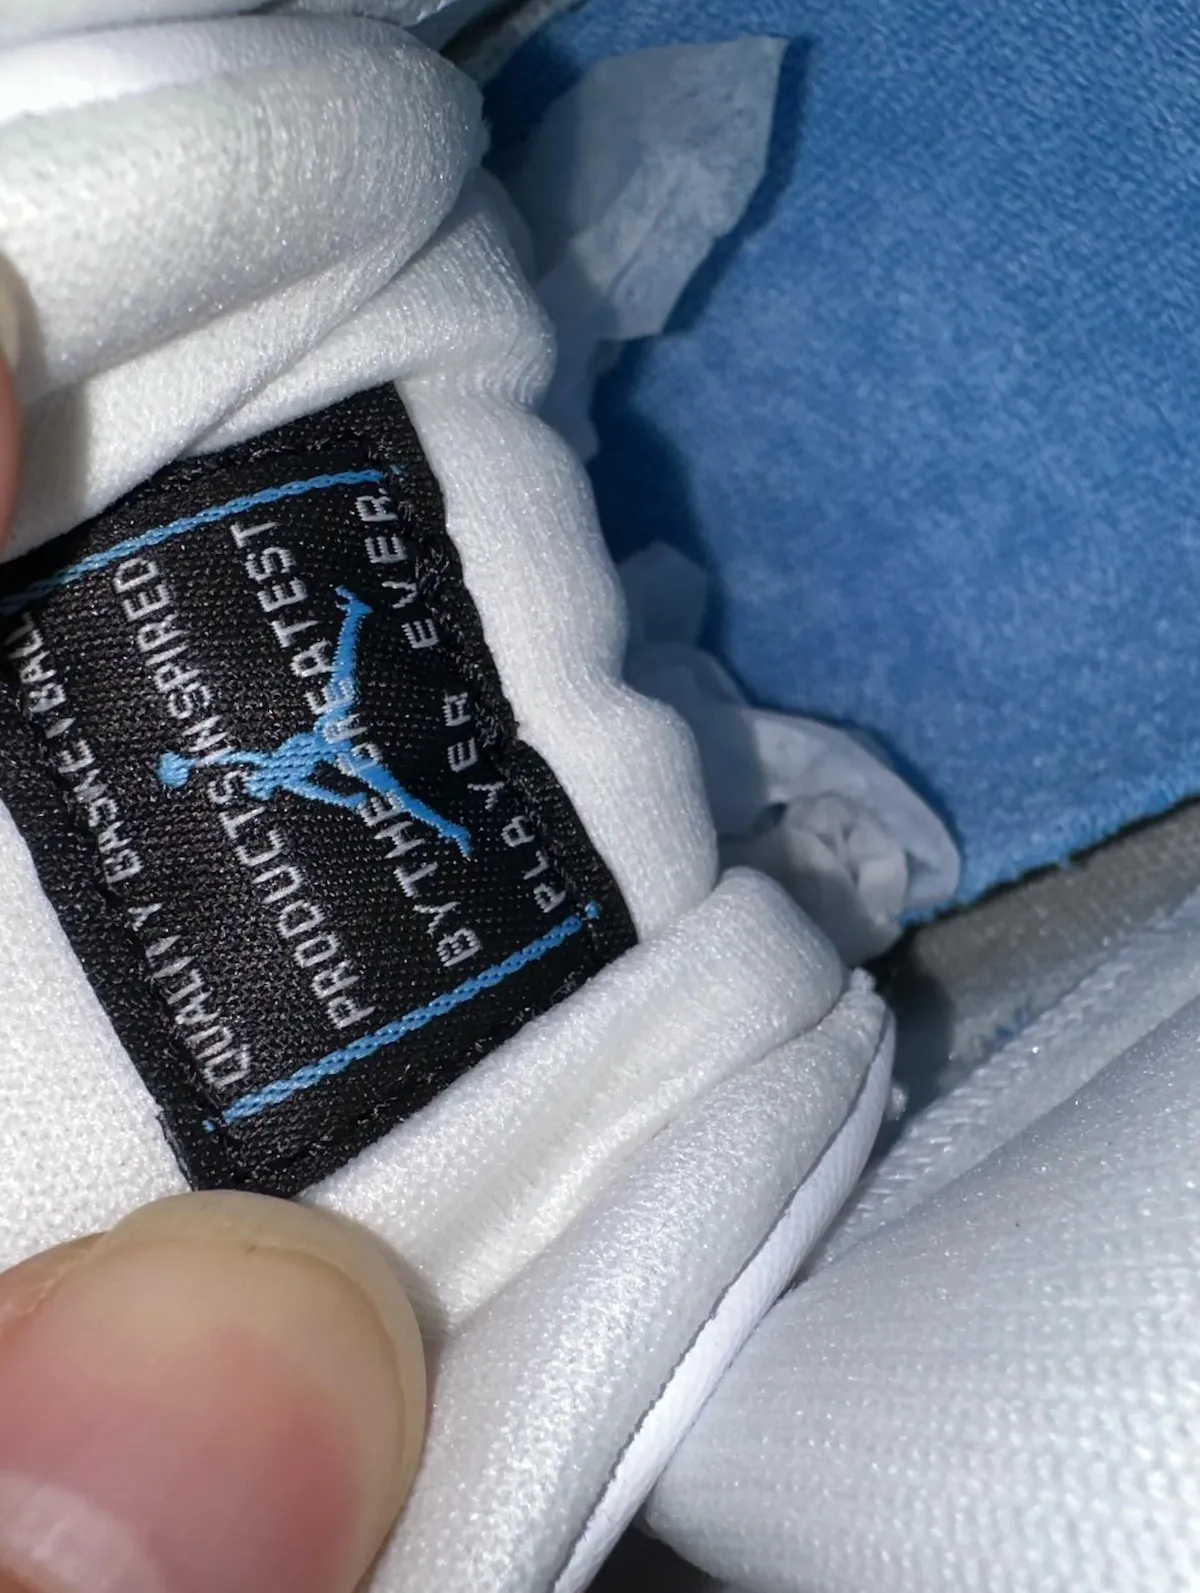 QUALITY BASKETBALL
PRODUCTS INSPIRED
BY THE GREATEST
PLAYER EVER